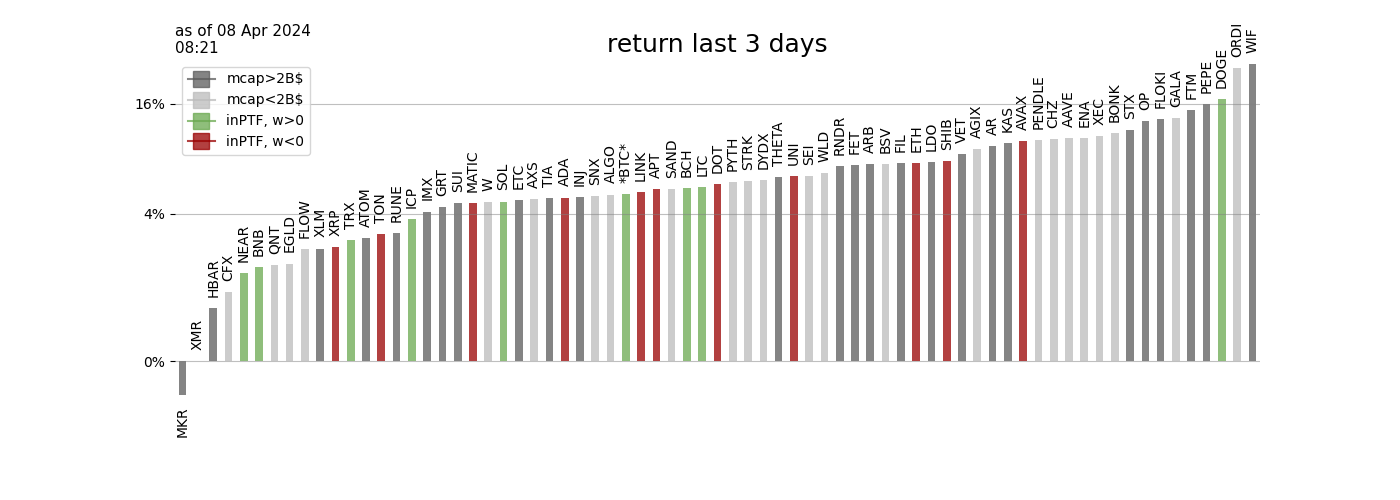 as of 08 Apr 2024
08:21
return last 3 days
mcap>2B$
mcap<2B$
inPTF, w>0
inPTF, w<0
16%
4%
0%
MKR
XMR
HBAR
CFX
NEAR
BNB
QNT
EGLD
FLOW
XLM
XRP
TRX
ATOM
TON
RUNE
ICP
IMX
GRT
SUI
MATIC
W
SOL
ETC
AXS
TIA
ADA
INJ
SNX
ALGO
*BTC*
LINK
APT
SAND
BCH
LTC
DOT
PYTH
STRK
DYDX
THETA
UNI
SEI
WLD
RNDR
FET
ARB
BSV
FIL
ETH
LDO
SHIB
VET
AGIX
AR
KAS
AVAX
PENDLE
CHZ
AAVE
ENA
XEC
BONK
STX
OP
FLOKI
GALA
FTM
PEPE
DOGE
ORDI
WIF